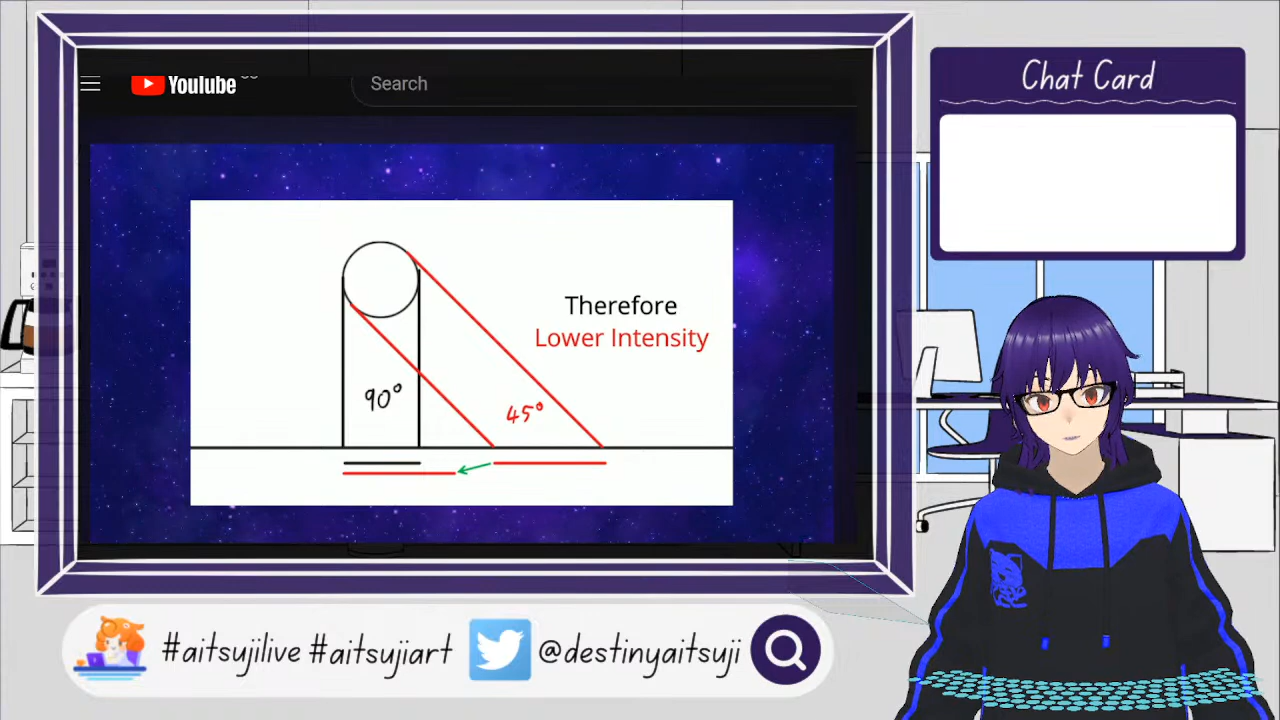 YouTube
Search
Therefore
Lower Intensity
90°
45°
Chat Card
#aitsujilive #aitsujiart
@destinyaitsuji